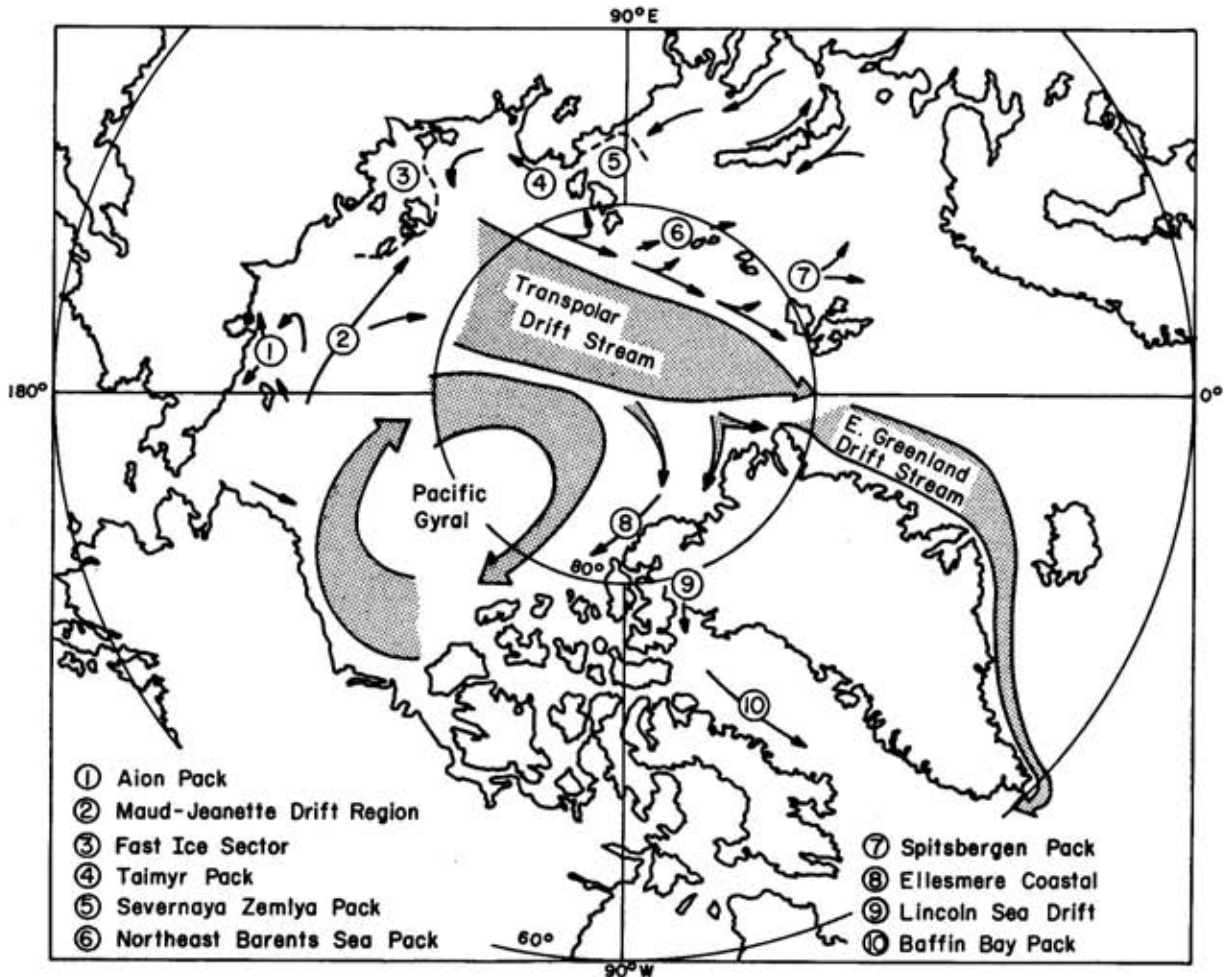 90°E
③
④
⑤
⑥
⑦
Transpolar
Drift Stream
②
①
180°
0°
E. Greenland
Drift Stream
Pacific
Gyral
⑧
80°
⑨
⑩
① Aion Pack
② Maud-Jeanette Drift Region
③ Fast Ice Sector
④ Taimyr Pack
⑤ Severnaya Zemlya Pack
⑥ Northeast Barents Sea Pack
⑦ Spitsbergen Pack
⑧ Ellesmere Coastal
⑨ Lincoln Sea Drift
⑩ Baffin Bay Pack
60°
90°W